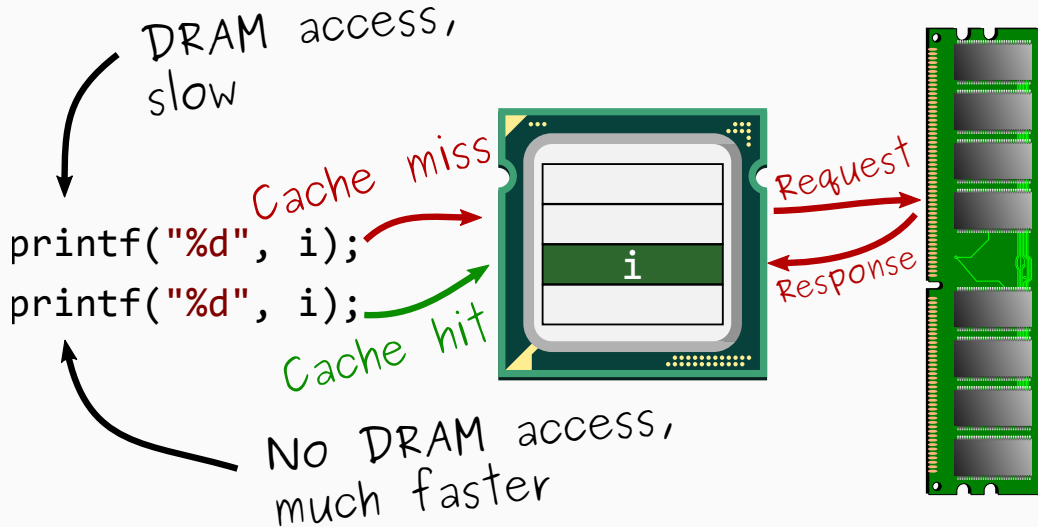 DRAM access,
slow
Cache miss
printf("%d", i);
printf("%d", i);
Cache hit
No DRAM access,
much faster
i
Request
Response